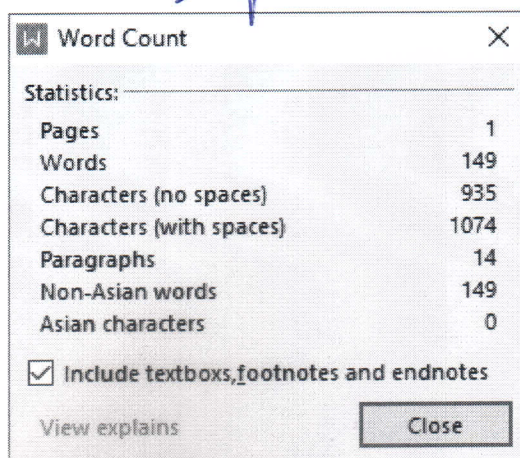 Word Count
Statistics:
Pages 1
Words 149
Characters (no spaces) 935
Characters (with spaces) 1074
Paragraphs 14
Non-Asian words 149
Asian characters 0
Include textboxs,footnotes and endnotes
View explains Close